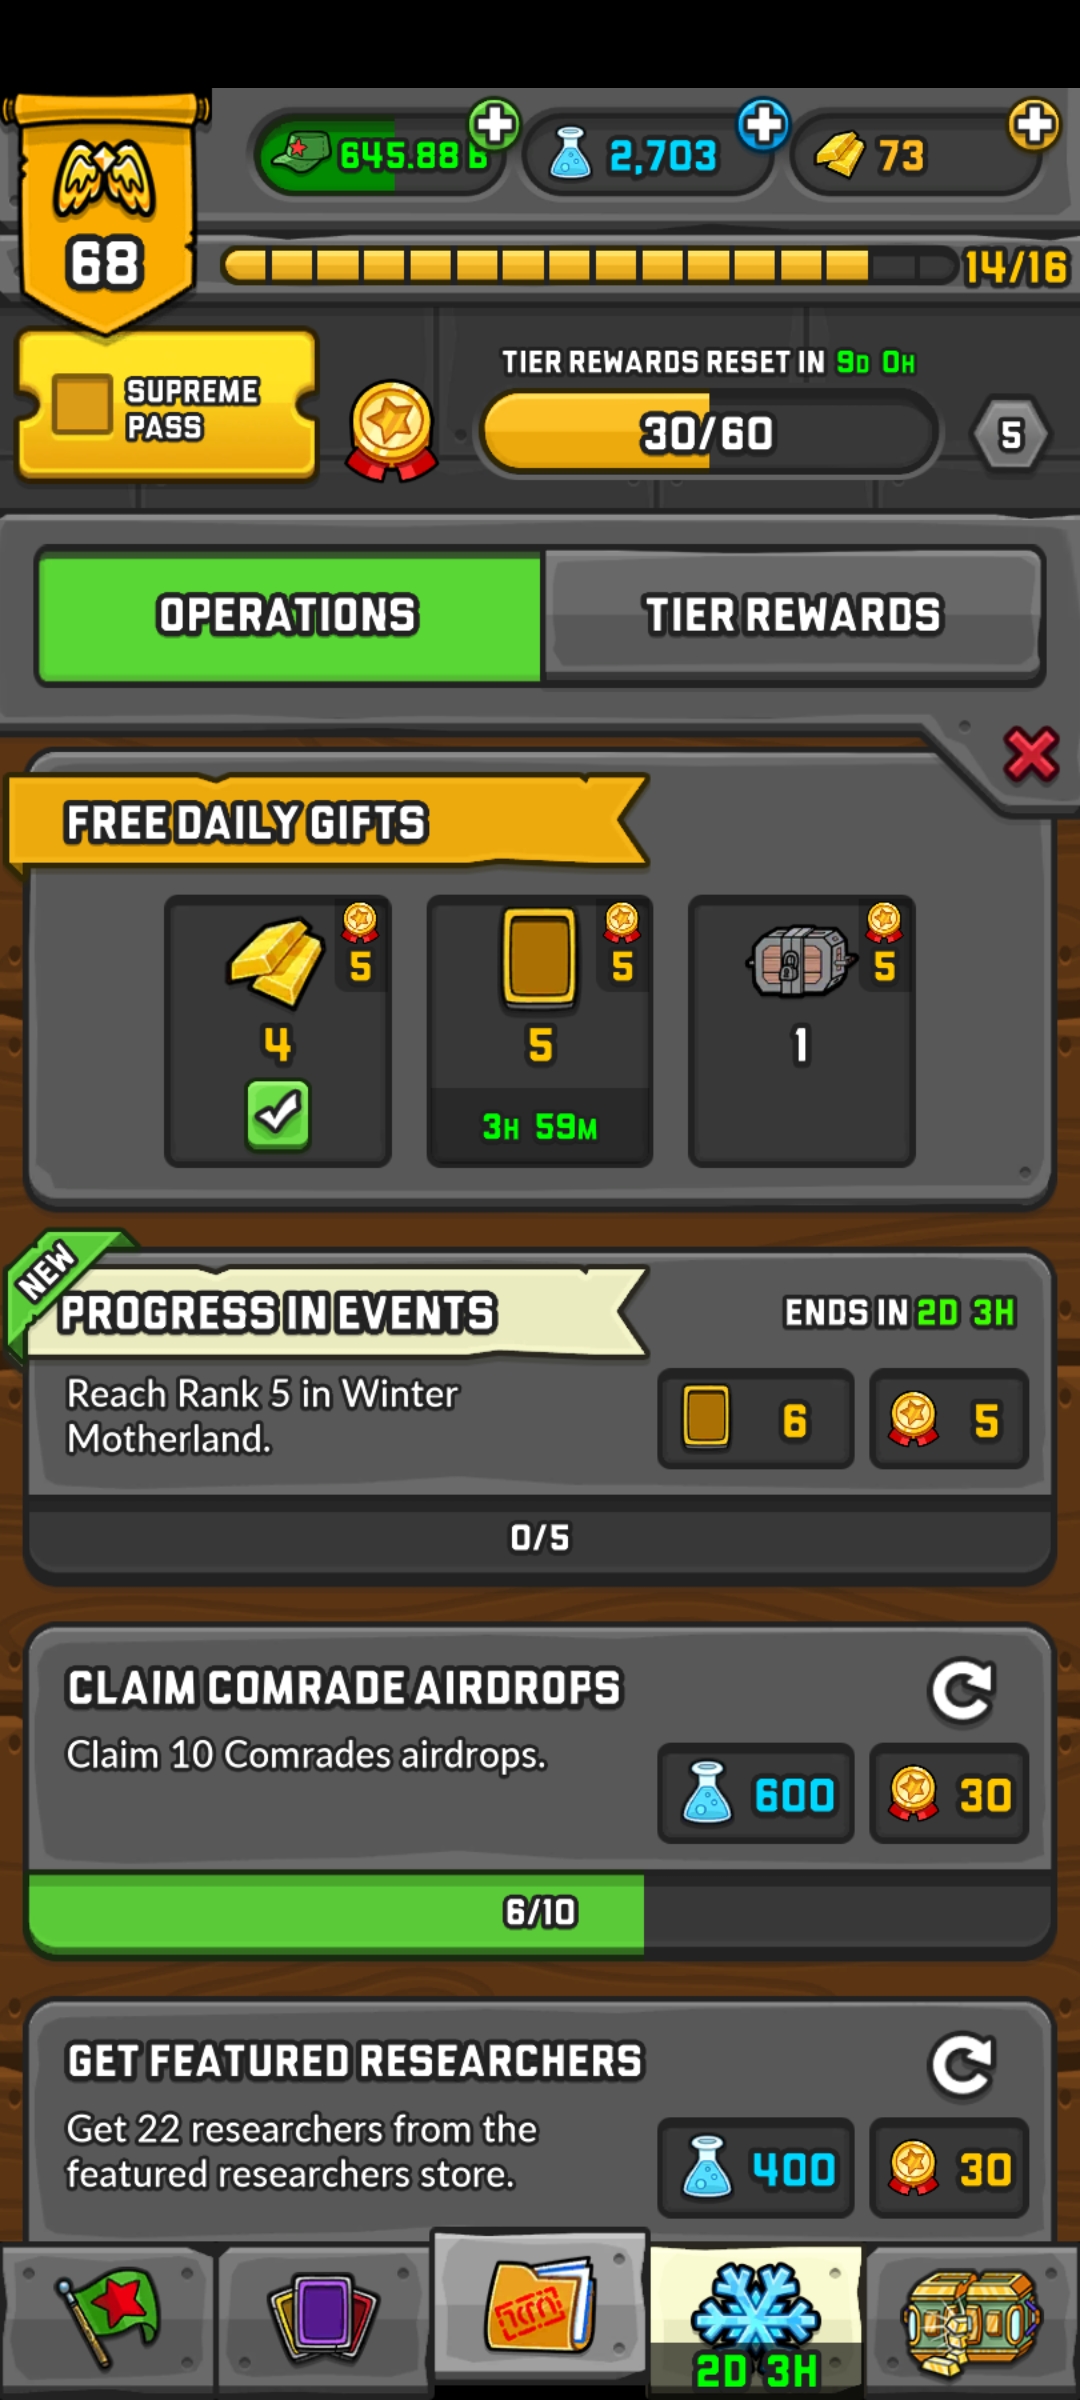 645.88 B
2,703
73
68
14/16
SUPREME
PASS
TIER REWARDS RESET IN 9D 0H
30/60
5
OPERATIONS
TIER REWARDS
FREE DAILY GIFTS
5
5
5
4
5
1
3H 59M
NEW
PROGRESS IN EVENTS
ENDS IN 2D 3H
Reach Rank 5 in Winter
Motherland.
6
5
0/5
CLAIM COMRADE AIRDROPS
Claim 10 Comrades airdrops.
600
30
6/10
GET FEATURED RESEARCHERS
Get 22 researchers from the
featured researchers store.
400
30
2D 3H